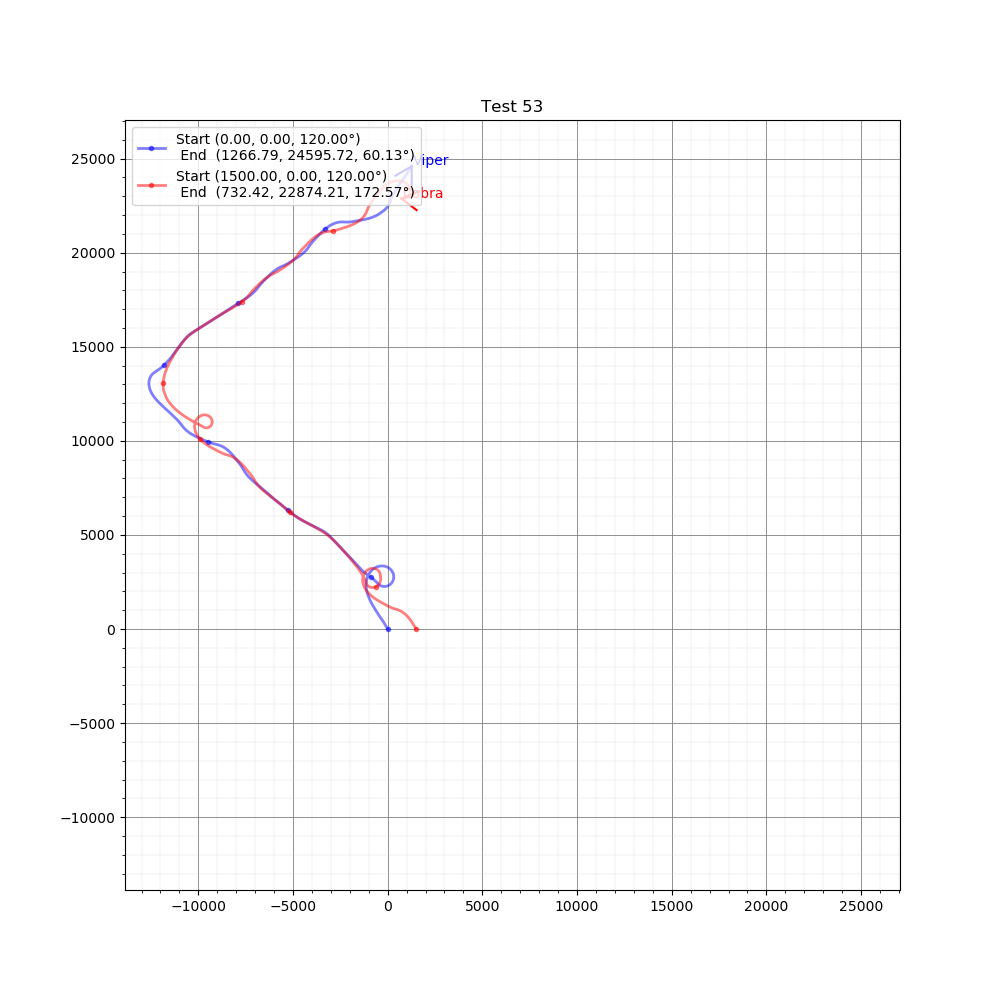 Test 53
Start (0.00, 0.00, 120.00°)
End (1266.79, 24595.72, 60.13°)
Start (1500.00, 0.00, 120.00°)
End (732.42, 22874.21, 172.57°)
Viper
bra
25000
20000
15000
10000
5000
0
−5000
−10000
−10000 −5000 0 5000 10000 15000 20000 25000